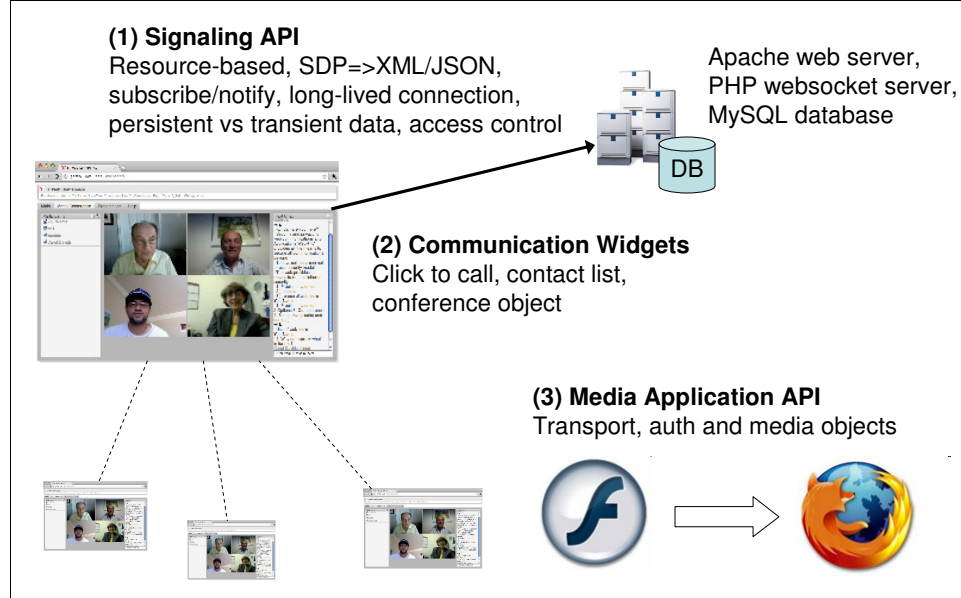 (1) Signaling API
Resource-based, SDP=>XML/JSON,
subscribe/notify, long-lived connection,
persistent vs transient data, access control
Apache web server,
PHP websocket server,
MySQL database
DB
(2) Communication Widgets
Click to call, contact list,
conference object
(3) Media Application API
Transport, auth and media objects